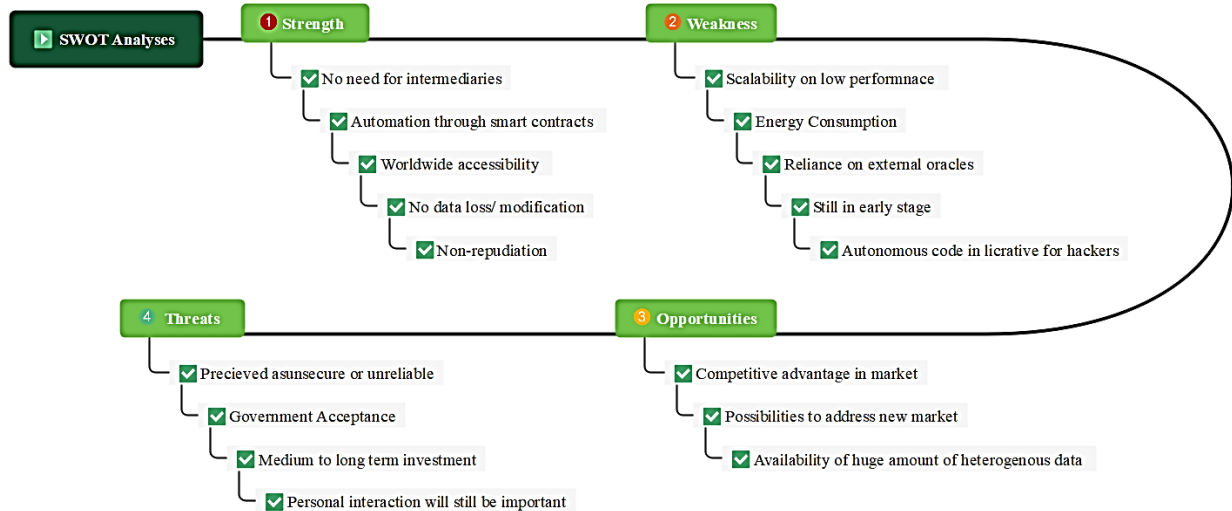 SWOT Analyses
1 Strength
No need for intermediaries
Automation through smart contracts
Worldwide accessibility
No data loss/ modification
Non-repudiation
2 Weakness
Scalability on low performnace
Energy Consumption
Reliance on external oracles
Still in early stage
Autonomous code in licrative for hackers
3 Opportunities
Competitive advantage in market
Possibilities to address new market
Availability of huge amount of heterogenous data
4 Threats
Precieved asunsecure or unreliable
Government Acceptance
Medium to long term investment
Personal interaction will still be important